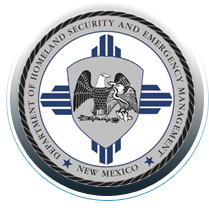 DEPARTMENT OF HOMELAND SECURITY AND EMERGENCY MANAGEMENT
NEW MEXICO